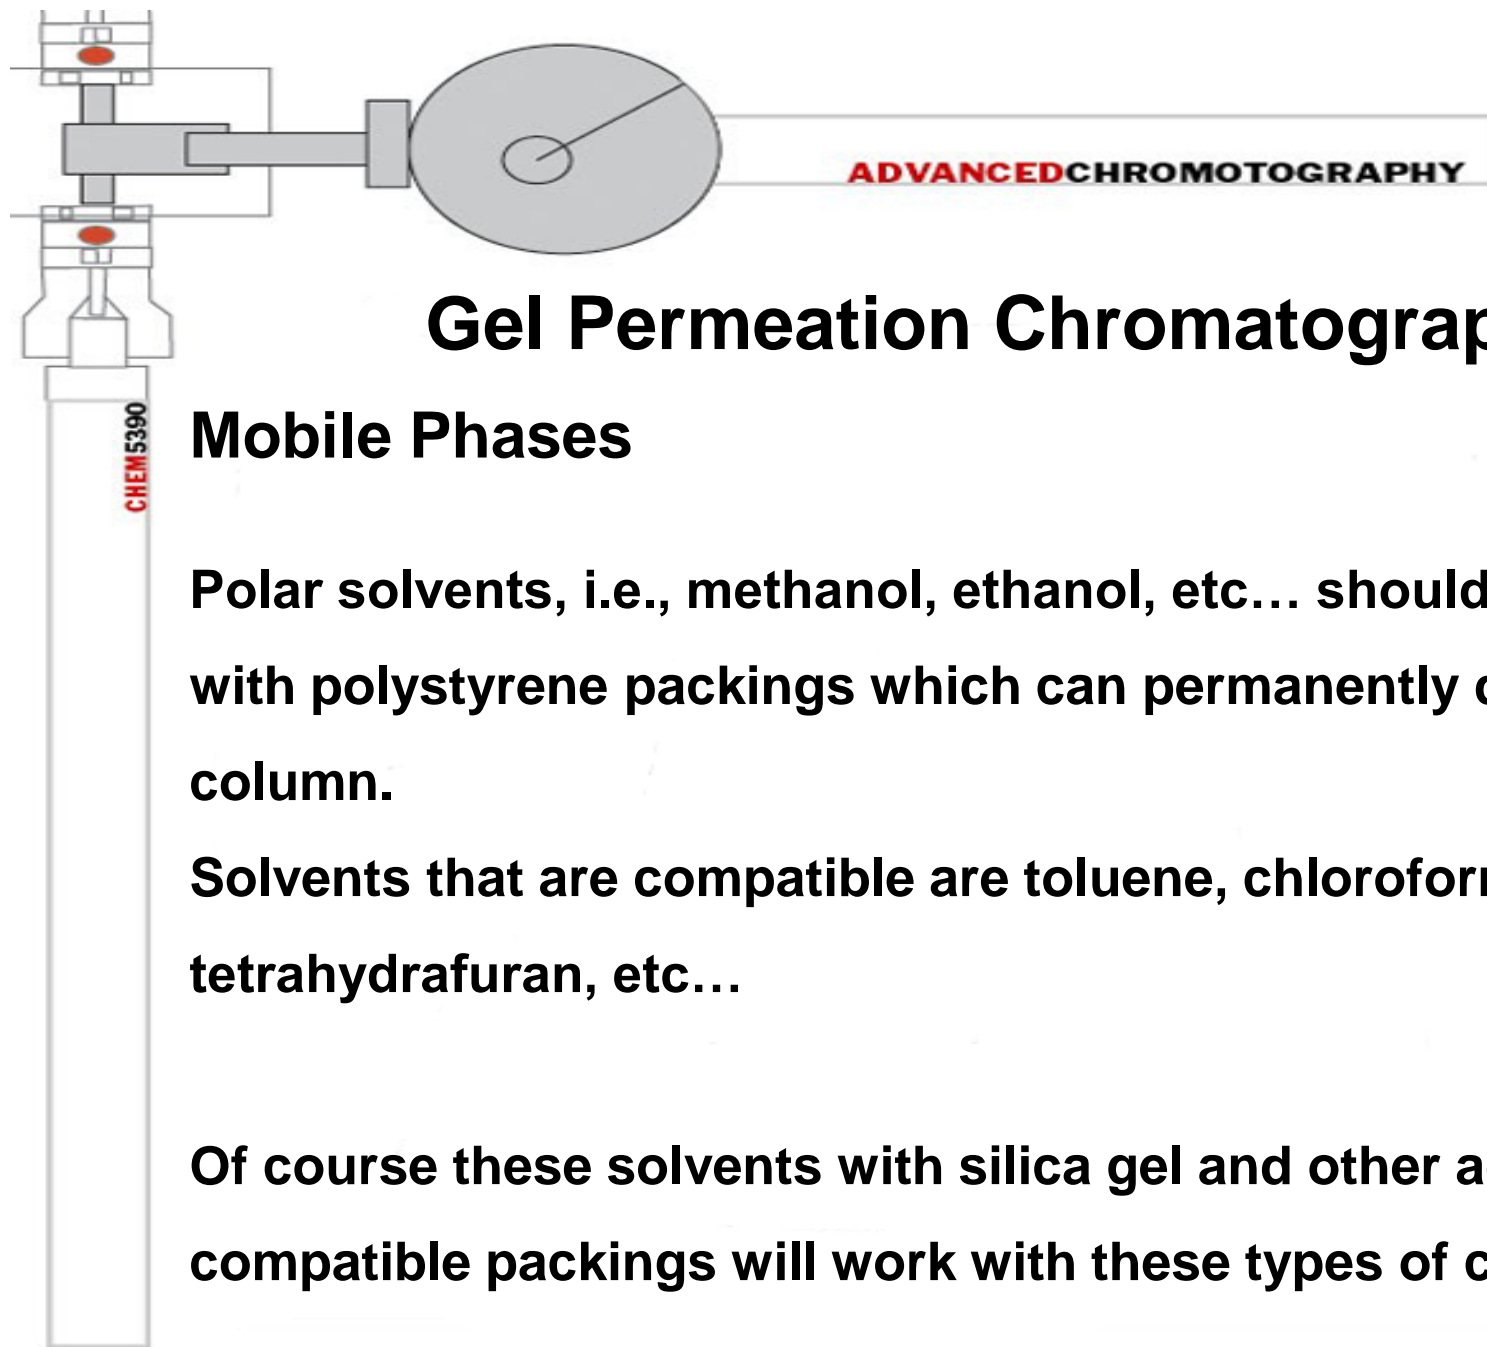 ADVANCEDCHROMOTOGRAPHY
Gel Permeation Chromatograp
CHEM5390
Mobile Phases
Polar solvents, i.e., methanol, ethanol, etc… should
with polystyrene packings which can permanently
column.
Solvents that are compatible are toluene, chlorofor
tetrahydrafuran, etc…
Of course these solvents with silica gel and other a
compatible packings will work with these types of c